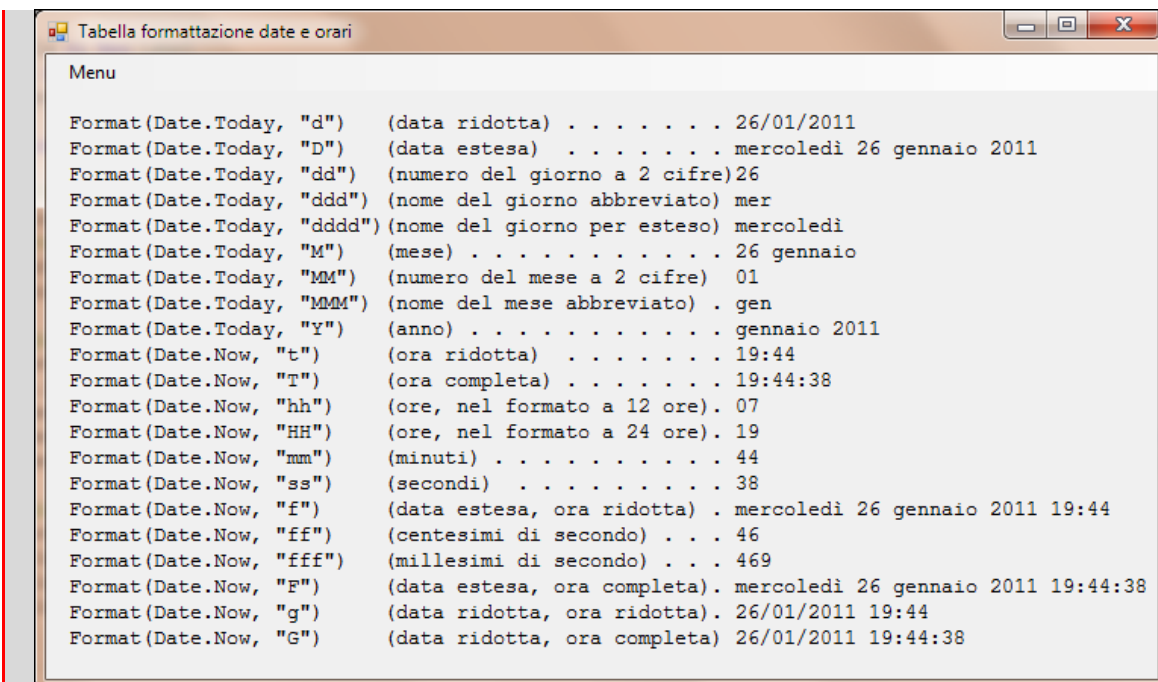 Tabella formattazione date e orari
Menu
Format(Date.Today, "d") (data ridotta) . . . . . . . 26/01/2011
Format(Date.Today, "D") (data estesa) . . . . . . . mercoledì 26 gennaio 2011
Format(Date.Today, "dd") (numero del giorno a 2 cifre)26
Format(Date.Today, "ddd") (nome del giorno abbreviato) mer
Format(Date.Today, "dddd")(nome del giorno per esteso) mercoledì
Format(Date.Today, "M") (mese) . . . . . . . . . . . 26 gennaio
Format(Date.Today, "MM") (numero del mese a 2 cifre) 01
Format(Date.Today, "MMM") (nome del mese abbreviato) . gen
Format(Date.Today, "Y") (anno) . . . . . . . . . . . gennaio 2011
Format(Date.Now, "t") (ora ridotta) . . . . . . . 19:44
Format(Date.Now, "T") (ora completa) . . . . . . . 19:44:38
Format(Date.Now, "hh") (ore, nel formato a 12 ore). 07
Format(Date.Now, "HH") (ore, nel formato a 24 ore). 19
Format(Date.Now, "mm") (minuti) . . . . . . . . . . 44
Format(Date.Now, "ss") (secondi) . . . . . . . . . 38
Format(Date.Now, "f") (data estesa, ora ridotta) . mercoledì 26 gennaio 2011 19:44
Format(Date.Now, "ff") (centesimi di secondo) . . . 46
Format(Date.Now, "fff") (millesimi di secondo) . . . 469
Format(Date.Now, "F") (data estesa, ora completa). mercoledì 26 gennaio 2011 19:44:38
Format(Date.Now, "g") (data ridotta, ora ridotta). 26/01/2011 19:44
Format(Date.Now, "G") (data ridotta, ora completa) 26/01/2011 19:44:38